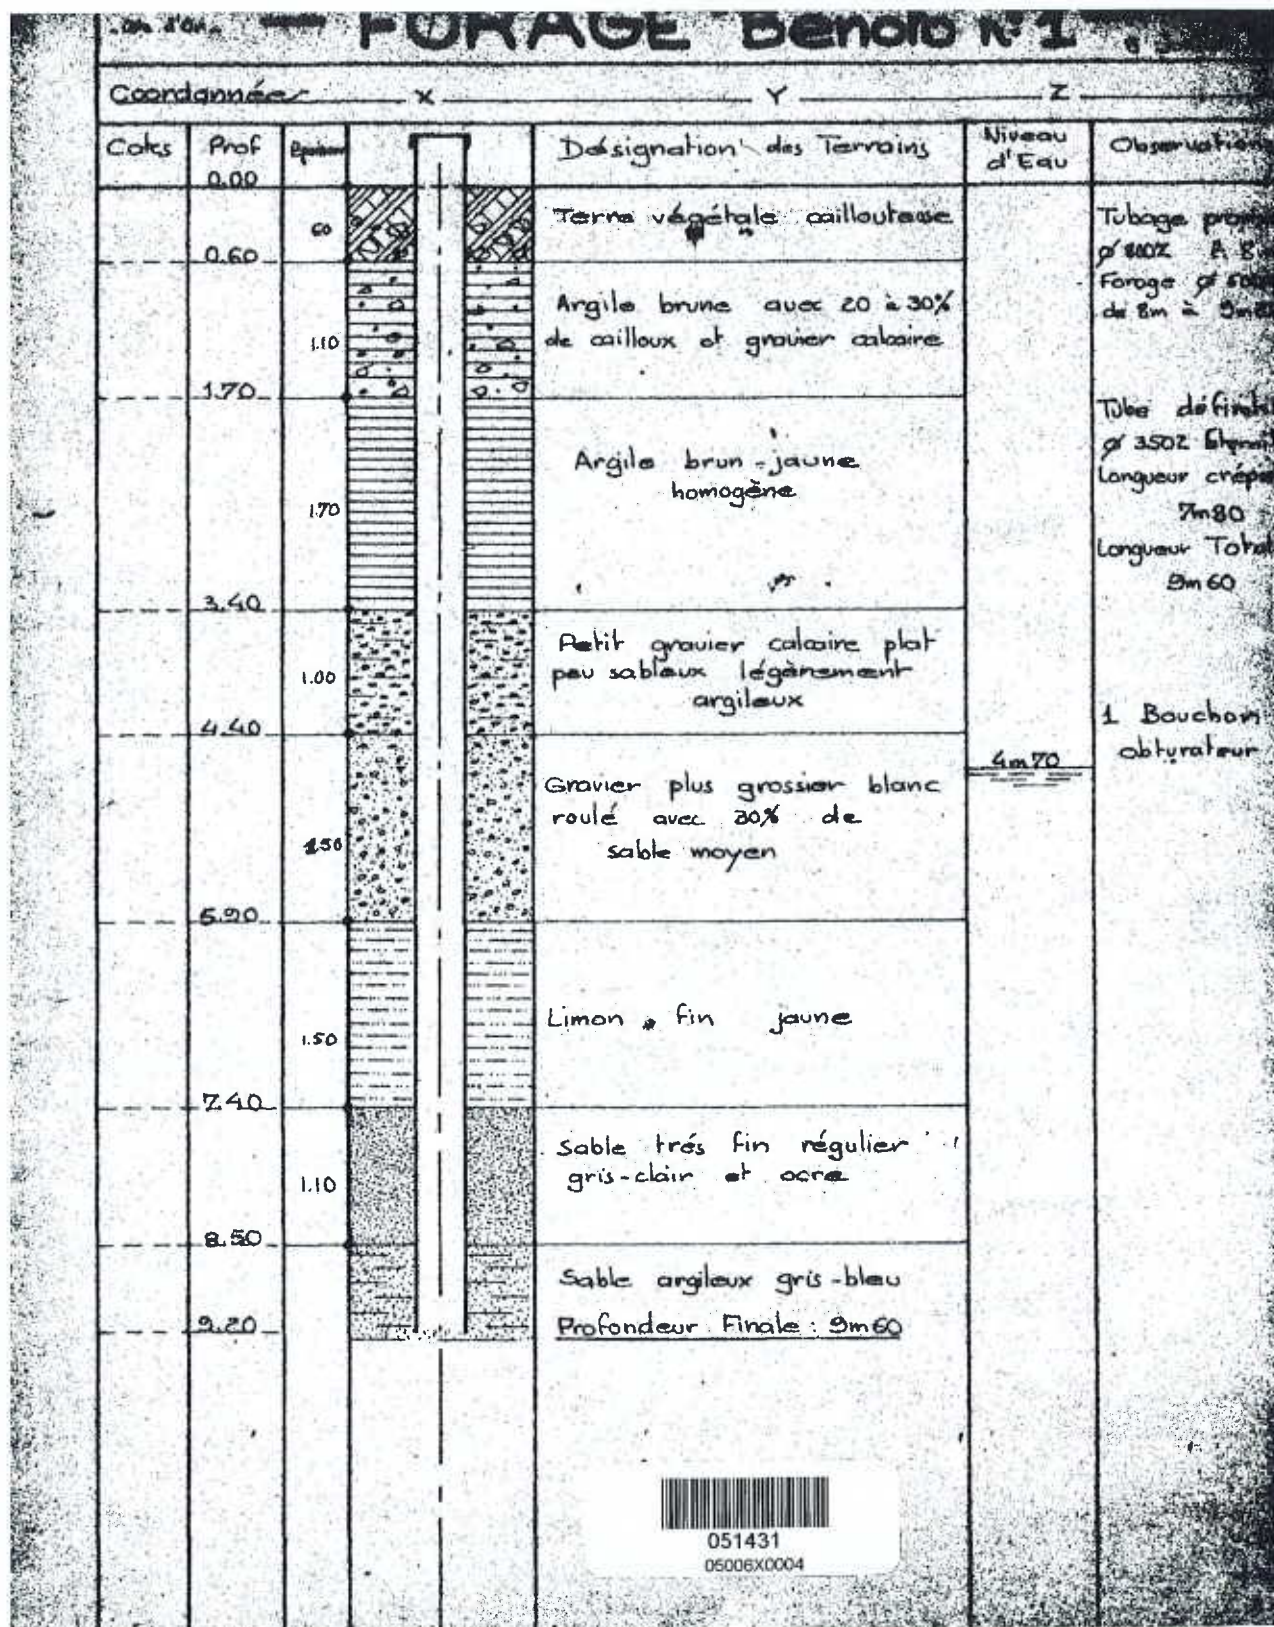 FORAGE Benoto N° 1
Coordonnées X Y Z
Cotes Prof Epaisseur Désignation des Terrains Niveau d'Eau Observations
0.00
60 Terre végétale caillouteuse
0.60
1.10 Argile brune avec 20 à 30%
de cailloux et gravier calcaire
1.70
1.70 Argile brun-jaune
homogène
3.40
1.00 Petit gravier calcaire plat
peu sableux légèrement
argileux
4.40
4m70
1.50 Gravier plus grossier blanc
roulé avec 30% de
sable moyen
5.90
1.50 Limon fin jaune
7.40
1.10 Sable trés fin régulier
gris-clair et ocre
8.50
Sable argileux gris-bleu
9.20 Profondeur Finale : 9m60
Tubage
Forage
de 8m à
Tube
Ø 350
Longueur
7m80
Longueur
9m60
1 Bouchon
obturateur
051431
05006X0004